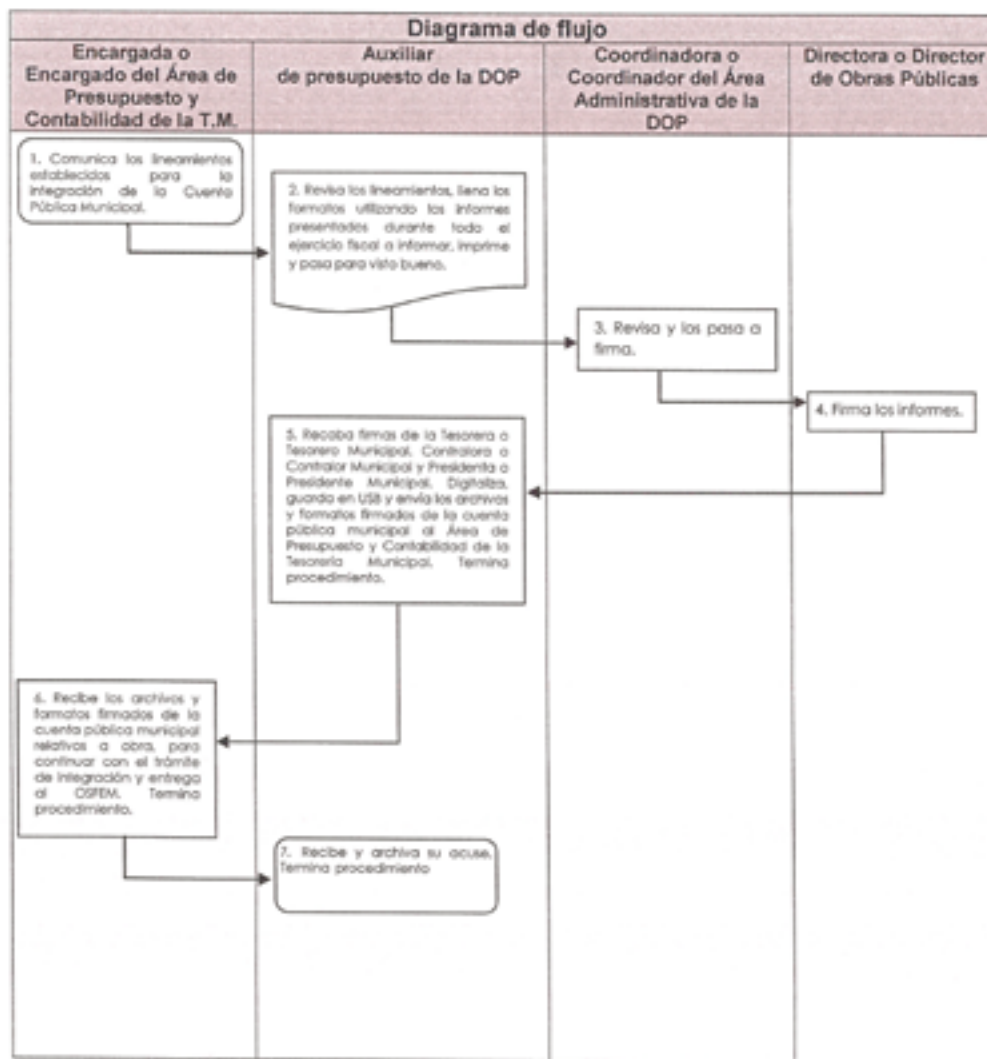 Diagrama de flujo
Encargada o
Encargado del Área de
Presupuesto y
Contabilidad de la T.M.
Auxiliar
de presupuesto de la DOP
Coordinadora o
Coordinador del Área
Administrativa de la
DOP
Directora o Director
de Obras Públicas
1. Comunica los lineamientos
establecidos para la
integración de la Cuenta
Pública Municipal.
2. Revisa los lineamientos, llena los
formatos utilizando los informes
presentados durante todo el
ejercicio fiscal a informar, imprime
y pasa para visto bueno.
3. Revisa y los pasa a
firma.
4. Firma los informes.
5. Recaba firmas de la Tesorera o
Tesorero Municipal, Contralora o
Contralor Municipal y Presidenta o
Presidente Municipal. Digitaliza,
guarda en USB y envía los archivos
y formatos firmados de la cuenta
pública municipal al Área de
Presupuesto y Contabilidad de la
Tesorería Municipal. Termina
procedimiento.
6. Recibe los archivos y
formatos firmados de la
cuenta pública municipal
relativos a obra, para
continuar con el trámite
de integración y entrega
al OSFEM. Termina
procedimiento.
7. Recibe y archiva su acuse.
Termina procedimiento